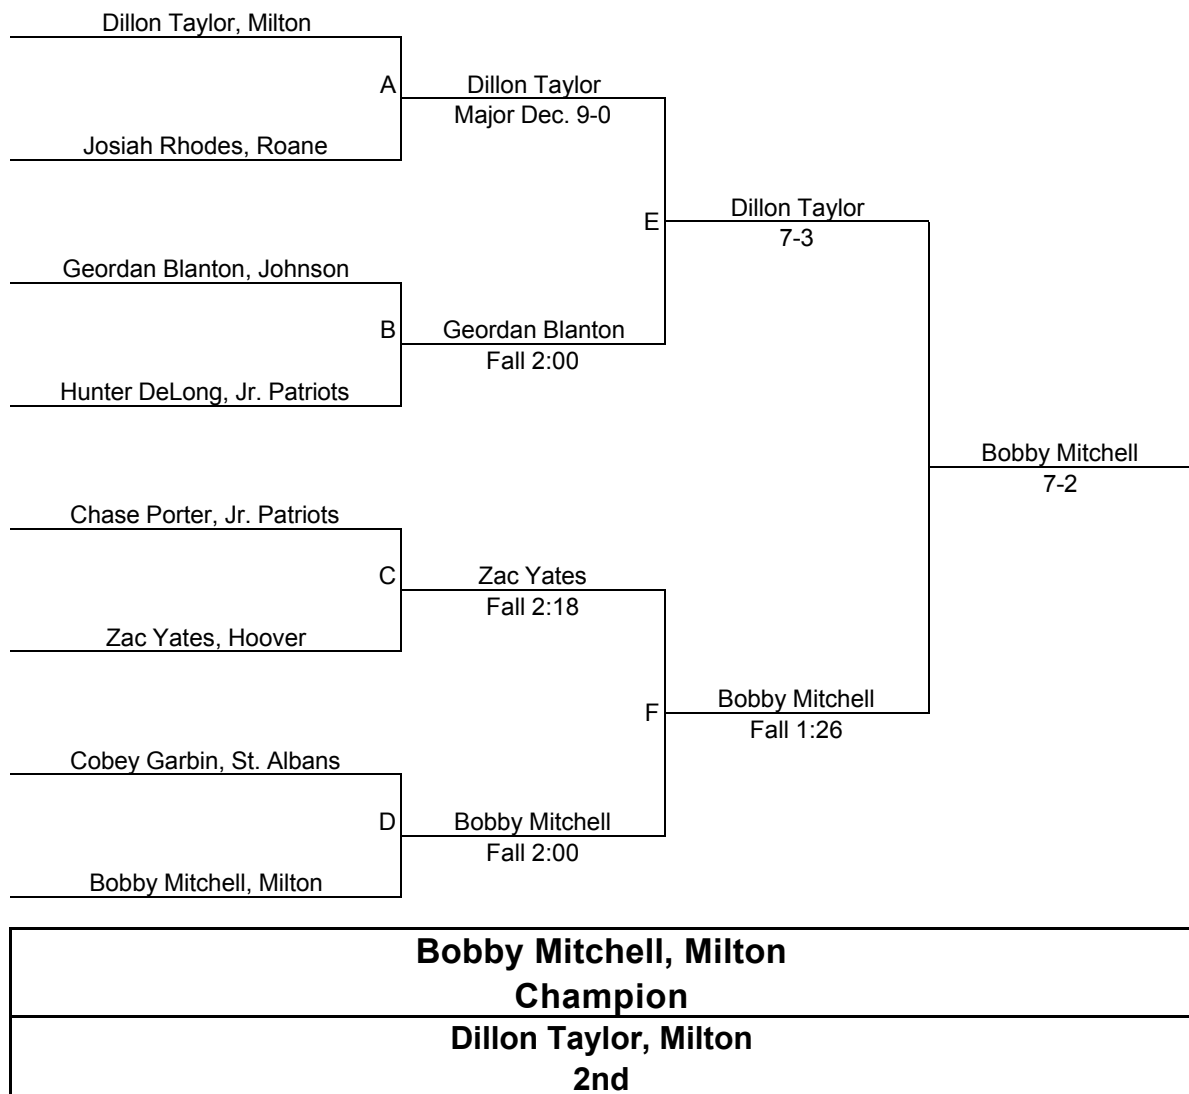 Dillon Taylor, Milton
A
Dillon Taylor
Major Dec. 9-0
Josiah Rhodes, Roane
E
Dillon Taylor
7-3
Geordan Blanton, Johnson
B
Geordan Blanton
Fall 2:00
Hunter DeLong, Jr. Patriots
Bobby Mitchell
7-2
Chase Porter, Jr. Patriots
C
Zac Yates
Fall 2:18
Zac Yates, Hoover
F
Bobby Mitchell
Fall 1:26
Cobey Garbin, St. Albans
D
Bobby Mitchell
Fall 2:00
Bobby Mitchell, Milton
Bobby Mitchell, Milton
Champion
Dillon Taylor, Milton
2nd